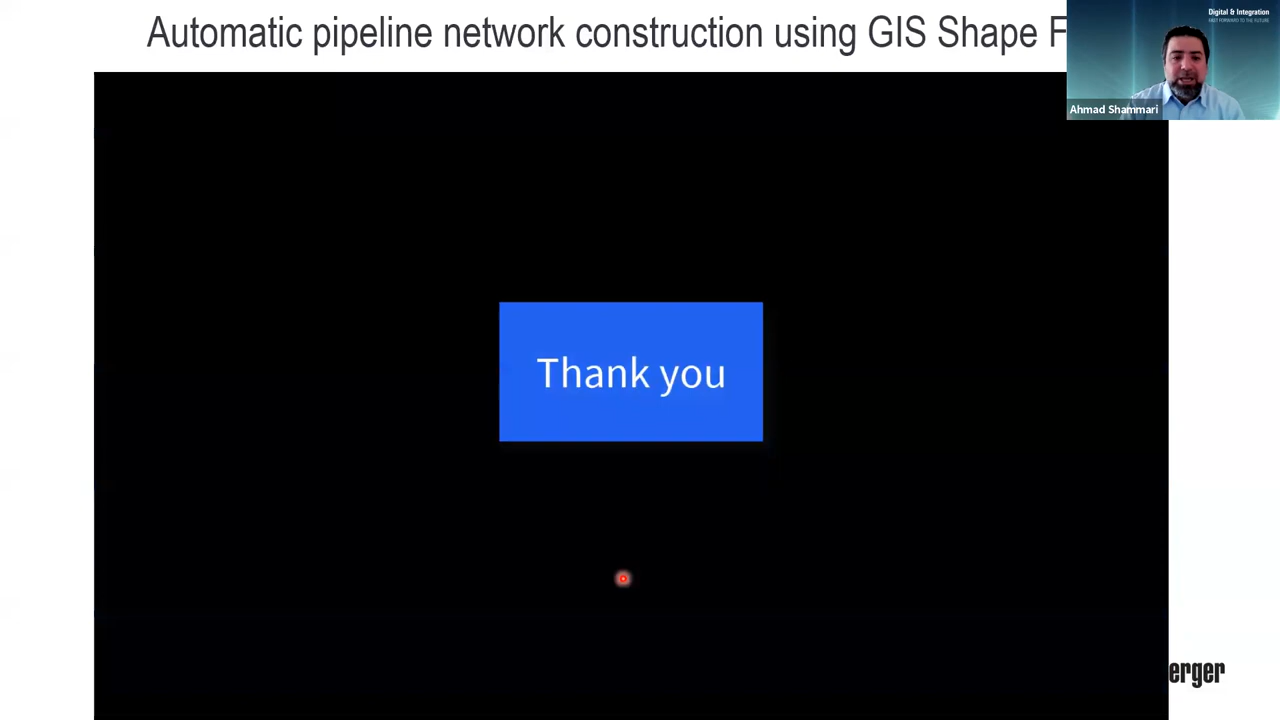 Automatic pipeline network construction using GIS Shape F
Digital & Integration
Ahmad Shammari
Thank you
erger